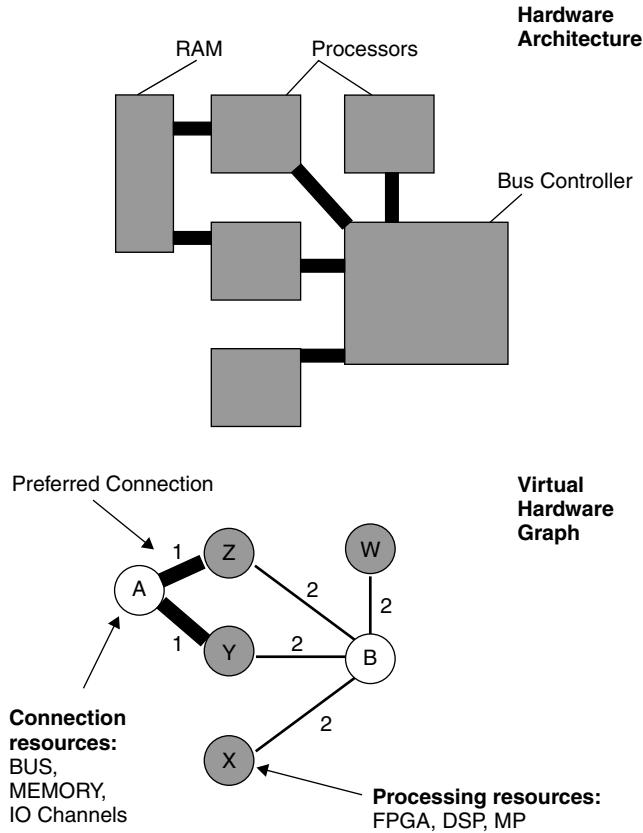 Hardware
Architecture
RAM
Processors
Bus Controller
Preferred Connection
Virtual
Hardware
Graph
1
Z
W
A
2
2
1
Y
2
B
2
X
Connection
resources:
BUS,
MEMORY,
IO Channels
Processing resources:
FPGA, DSP, MP